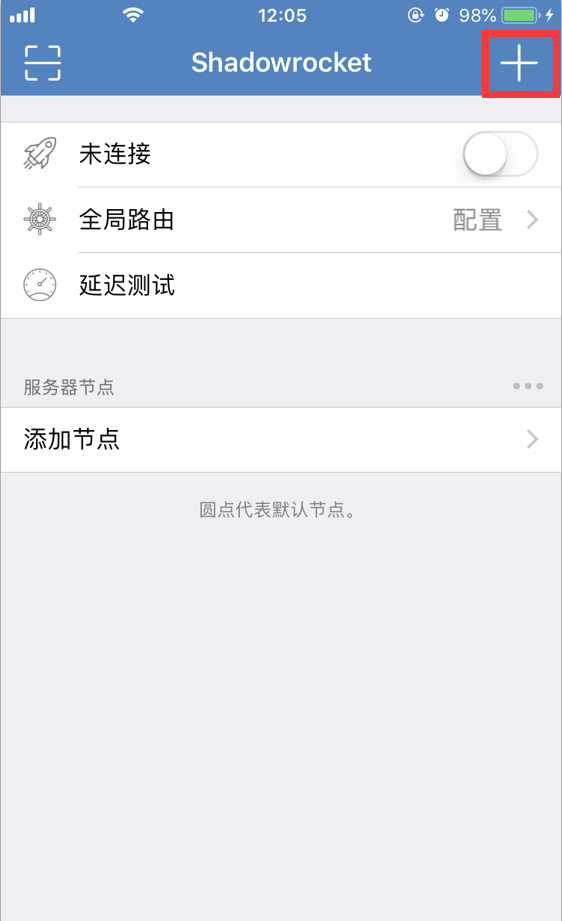 12:05 98%
Shadowrocket
未连接
全局路由 配置
延迟测试
服务器节点
添加节点
圆点代表默认节点。